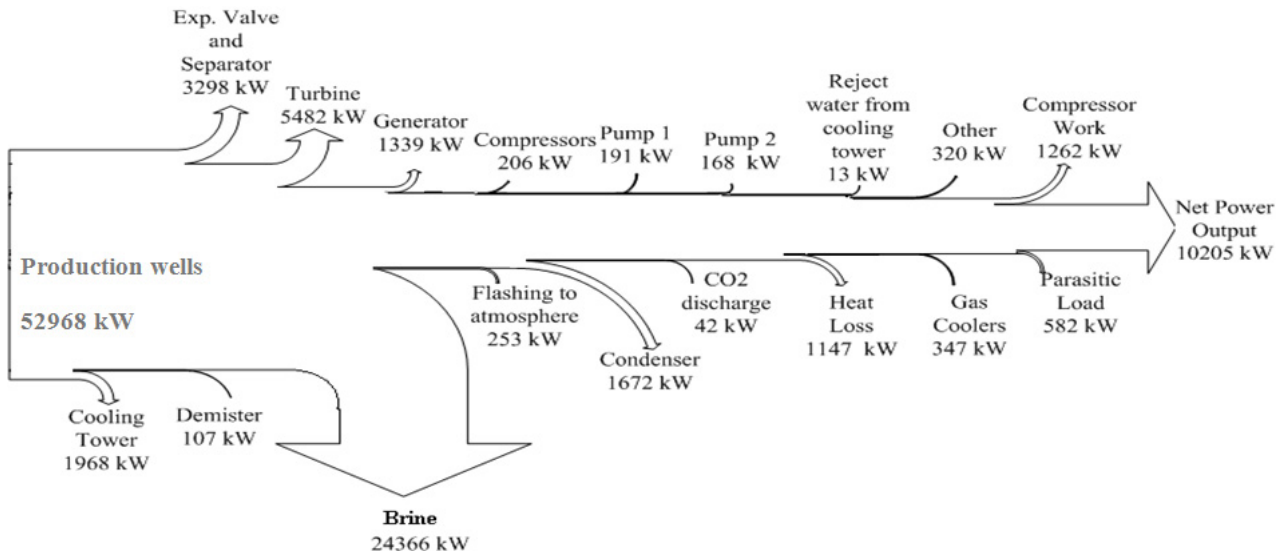 Exp. Valve
and
Separator
3298 kW
Turbine
5482 kW
Generator
1339 kW
Compressors
206 kW
Pump 1
191 kW
Pump 2
168 kW
Reject
water from
cooling
tower
13 kW
Other
320 kW
Compressor
Work
1262 kW
Net Power
Output
10205 kW
Production wells
52968 kW
Flashing to
atmosphere
253 kW
Condenser
1672 kW
CO2
discharge
42 kW
Heat
Loss
1147 kW
Gas
Coolers
347 kW
Parasitic
Load
582 kW
Cooling
Tower
1968 kW
Demister
107 kW
Brine
24366 kW